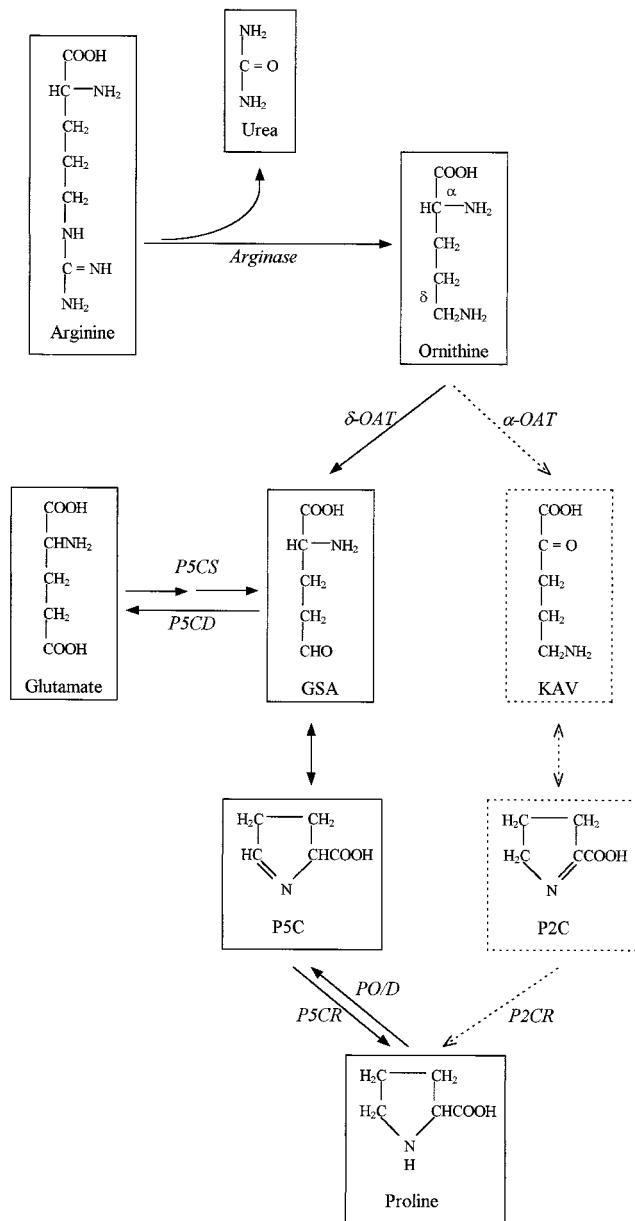 NH₂
C = O
NH₂
Urea
COOH
HC — NH₂
CH₂
CH₂
CH₂
NH
C = NH
NH₂
Arginine
Arginase
COOH
α
HC — NH₂
CH₂
CH₂
δ
CH₂NH₂
Ornithine
δ-OAT
α-OAT
COOH
CHNH₂
CH₂
CH₂
COOH
Glutamate
P5CS
P5CD
COOH
HC — NH₂
CH₂
CH₂
CHO
GSA
COOH
C = O
CH₂
CH₂
CH₂NH₂
KAV
H₂C — CH₂
HC CHCOOH
N
P5C
H₂C — CH₂
H₂C CCOOH
N
P2C
PO/D
P5CR
P2CR
H₂C — CH₂
H₂C CHCOOH
N
H
Proline